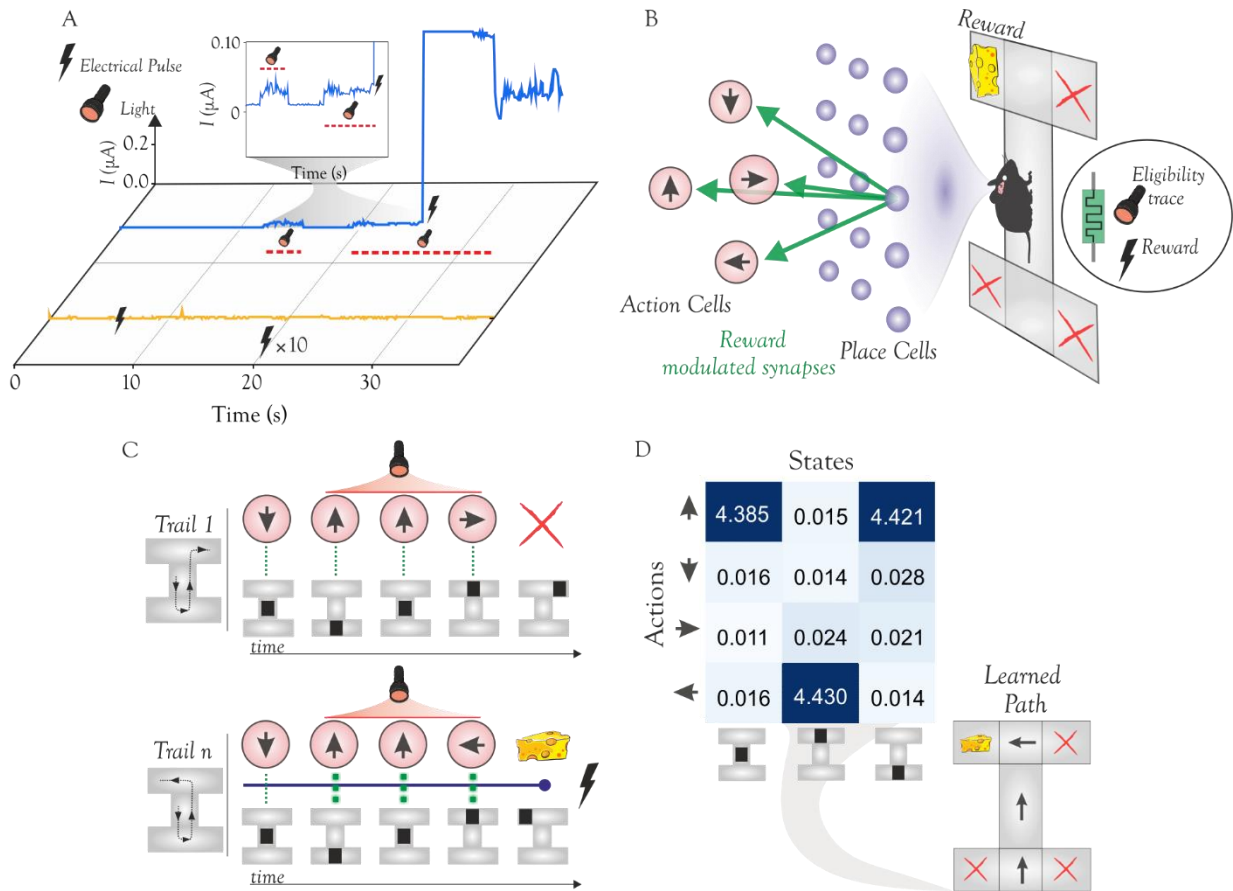 A
Electrical Pulse
Light
I (μA)
0.2
0.0
0.10
I (μA)
0
Time (s)
×10
0
10
20
30
Time (s)
B
Reward
Eligibility
trace
Reward
Action Cells
Place Cells
Reward
modulated synapses
C
Trail 1
time
Trail n
time
D
States
Actions
4.385 0.015 4.421
0.016 0.014 0.028
0.011 0.024 0.021
0.016 4.430 0.014
Learned
Path